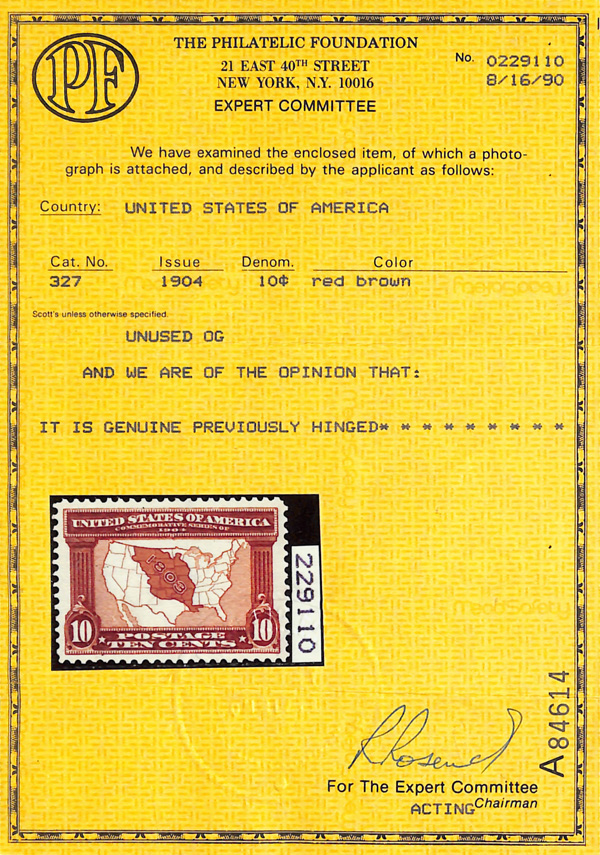 PF
THE PHILATELIC FOUNDATION
21 EAST 40TH STREET
NEW YORK, N.Y. 10016
EXPERT COMMITTEE
No. 0229110
8/16/90
We have examined the enclosed item, of which a photo-
graph is attached, and described by the applicant as follows:
Country: UNITED STATES OF AMERICA
Cat. No. Issue Denom. Color
327 1904 10¢ red brown
Scott's unless otherwise specified.
UNUSED OG
AND WE ARE OF THE OPINION THAT:
IT IS GENUINE PREVIOUSLY HINGED* * * * * * * * *
UNITED STATES OF AMERICA
COMMEMORATIVE SERIES OF
1904
1803
10 POSTAGE 10
TEN CENTS
229110
A 84614
For The Expert Committee
ACTING Chairman